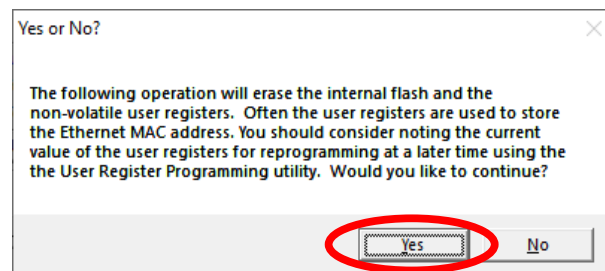 Yes or No?
The following operation will erase the internal flash and the
non-volatile user registers.  Often the user registers are used to store
the Ethernet MAC address. You should consider noting the current
value of the user registers for reprogramming at a later time using the
the User Register Programming utility.  Would you like to continue?
Yes No